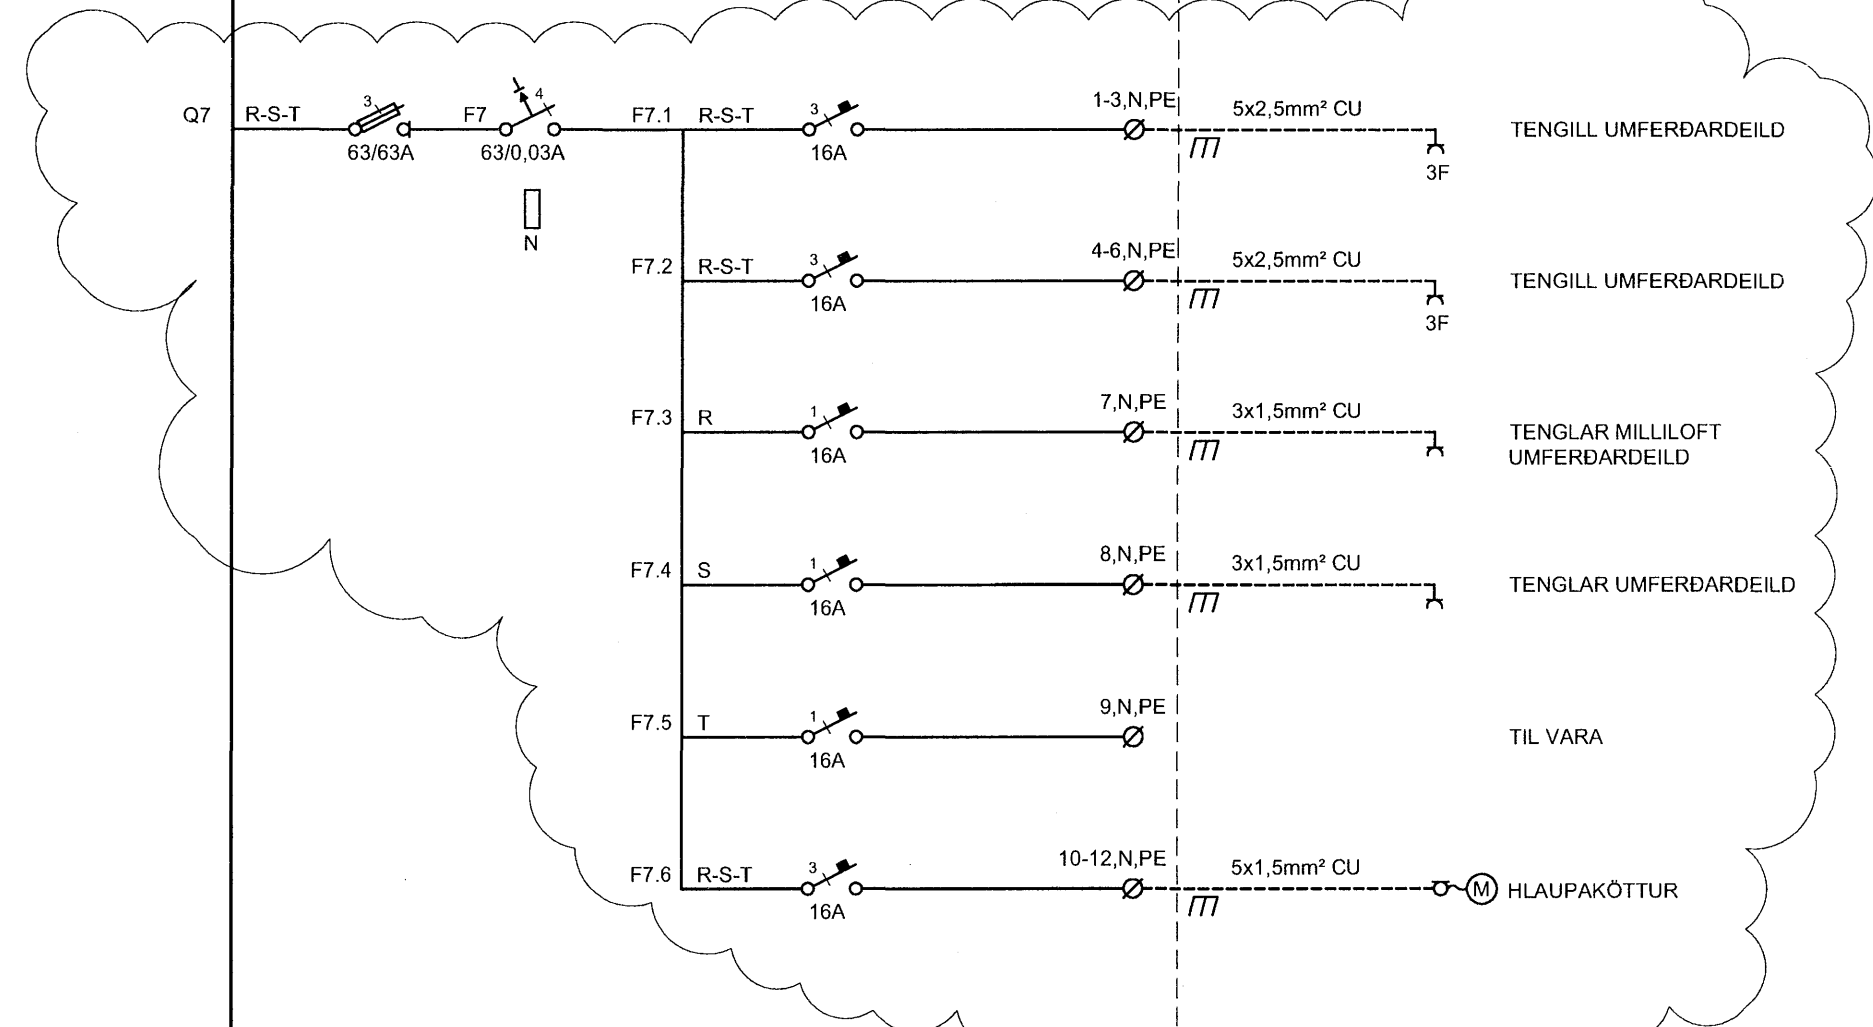 Q7 R-S-T 3 63/63A F7 4 63/0,03A N
F7.1 R-S-T 3 16A 1-3,N,PE 5x2,5mm² CU 3F TENGILL UMFERÐARDEILD
F7.2 R-S-T 3 16A 4-6,N,PE 5x2,5mm² CU 3F TENGILL UMFERÐARDEILD
F7.3 R 1 16A 7,N,PE 3x1,5mm² CU TENGLAR MILLILOFT
UMFERÐARDEILD
F7.4 S 1 16A 8,N,PE 3x1,5mm² CU TENGLAR UMFERÐARDEILD
F7.5 T 1 16A 9,N,PE TIL VARA
F7.6 R-S-T 3 16A 10-12,N,PE 5x1,5mm² CU M HLAUPAKÖTTUR